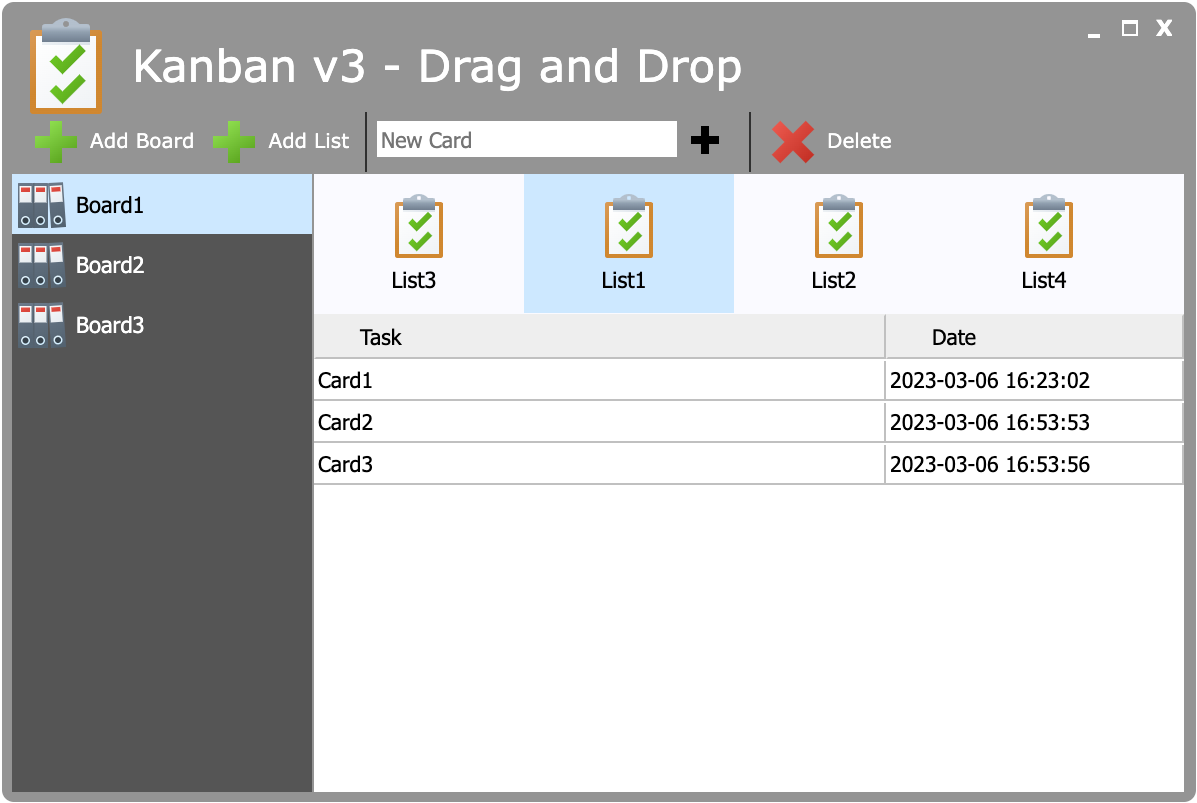 Kanban v3 - Drag and Drop
Add Board Add List New Card Delete
Board1
Board2
Board3
List3 List1 List2 List4
Task Date
Card1 2023-03-06 16:23:02
Card2 2023-03-06 16:53:53
Card3 2023-03-06 16:53:56